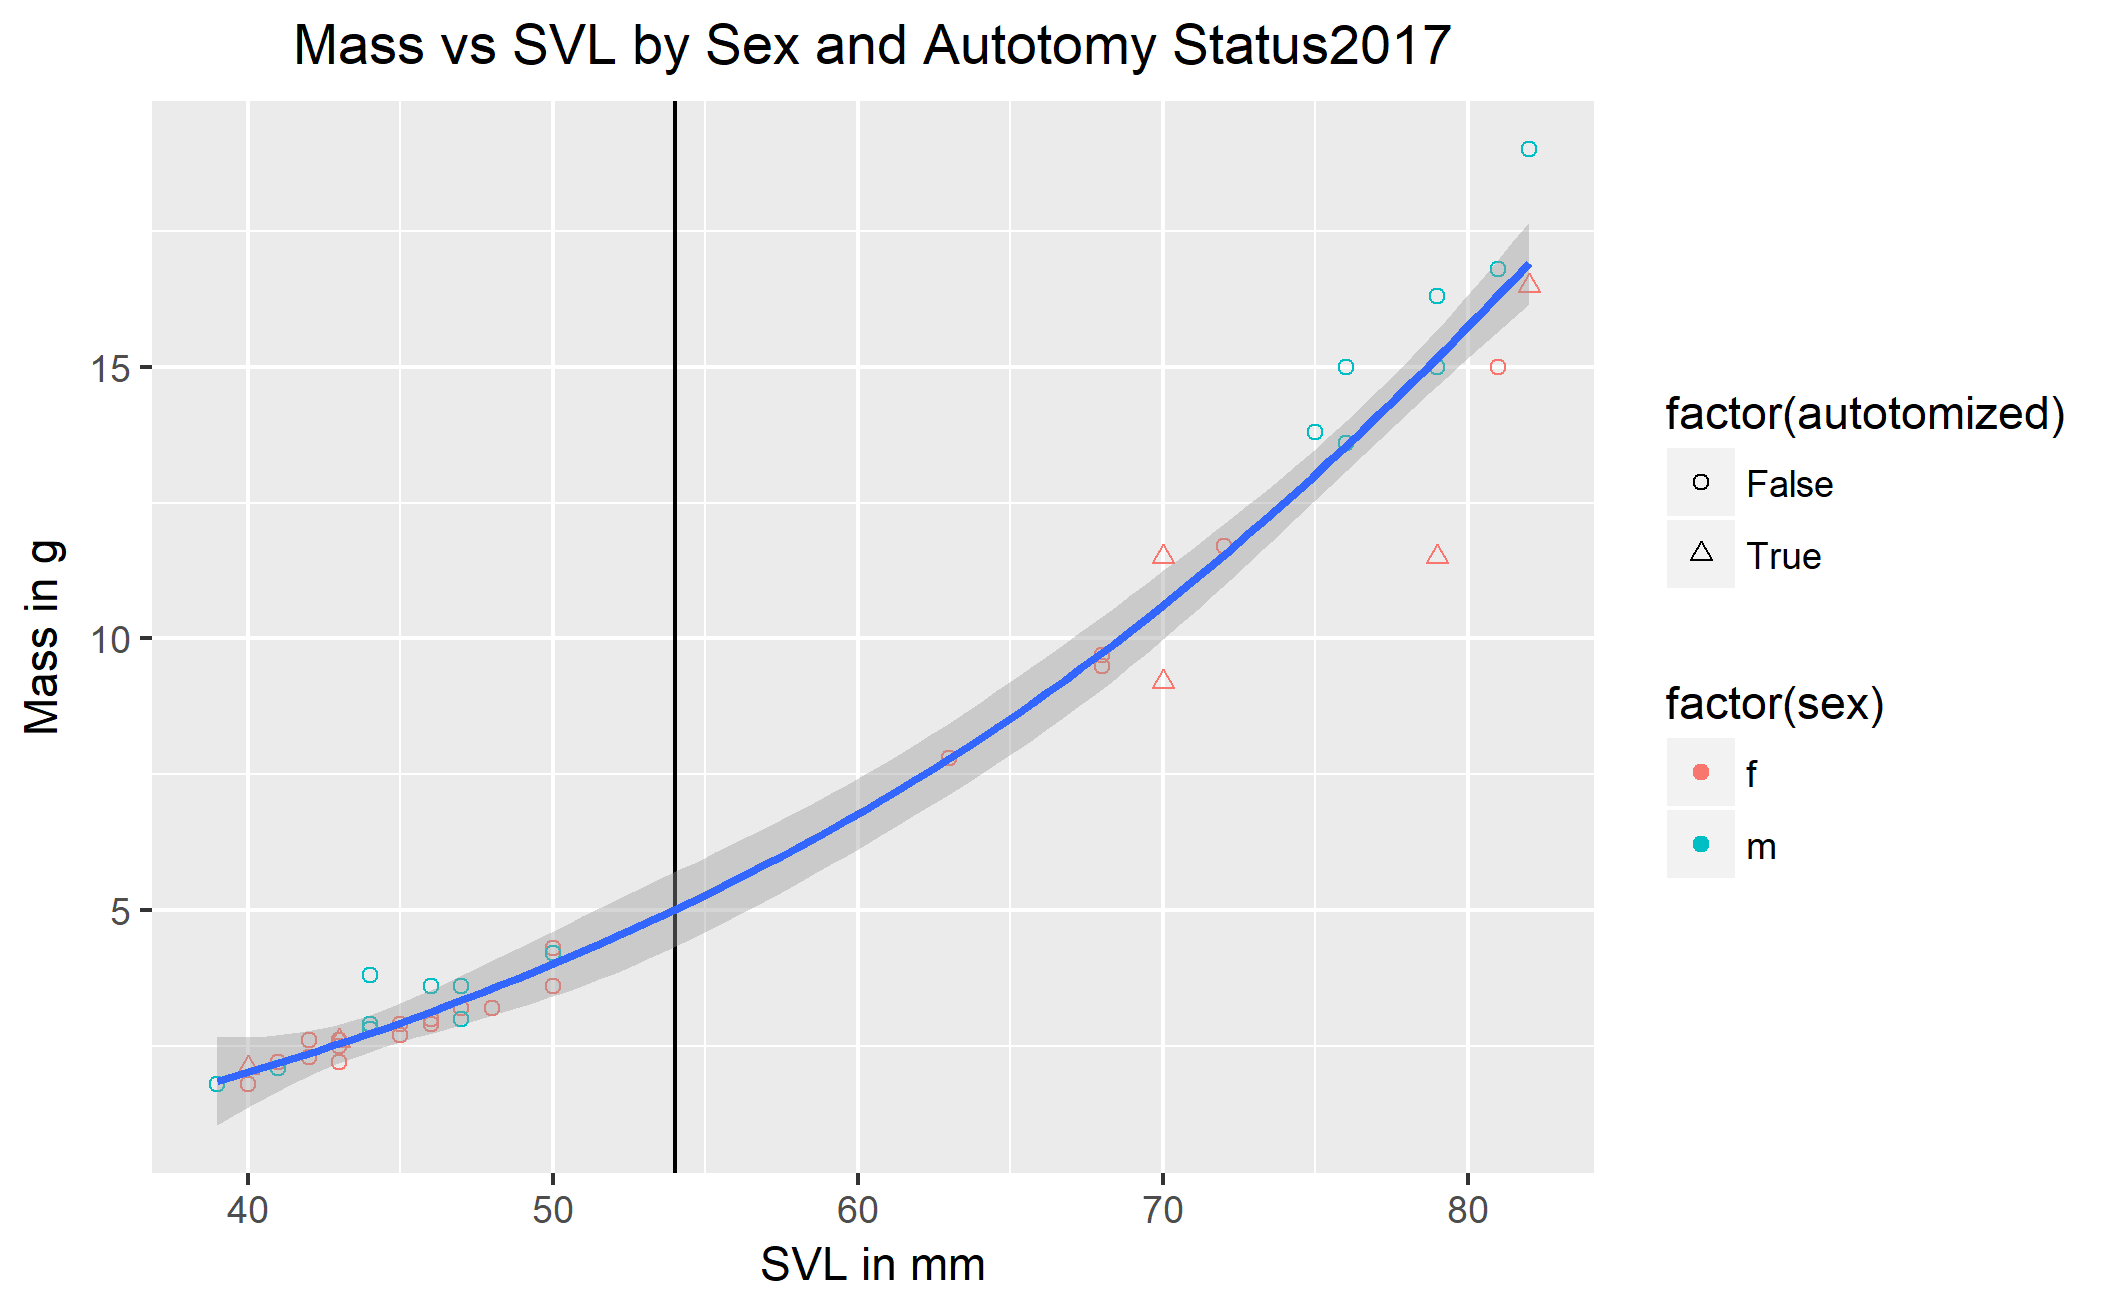 Mass vs SVL by Sex and Autotomy Status2017
Mass in g
15
10
5
40
50
60
70
80
SVL in mm
factor(autotomized)
False
True
factor(sex)
f
m